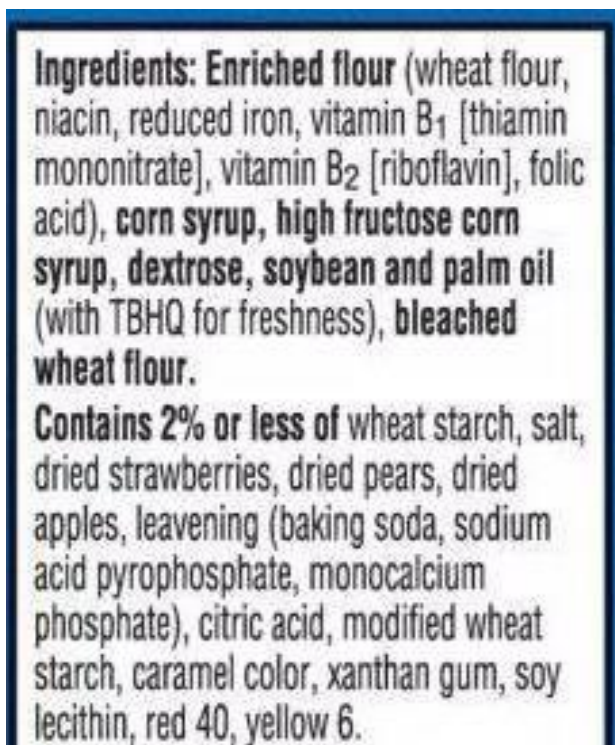 Ingredients: Enriched flour (wheat flour,
niacin, reduced iron, vitamin B1 [thiamin
mononitrate], vitamin B2 [riboflavin], folic
acid), corn syrup, high fructose corn
syrup, dextrose, soybean and palm oil
(with TBHQ for freshness), bleached
wheat flour.
Contains 2% or less of wheat starch, salt,
dried strawberries, dried pears, dried
apples, leavening (baking soda, sodium
acid pyrophosphate, monocalcium
phosphate), citric acid, modified wheat
starch, caramel color, xanthan gum, soy
lecithin, red 40, yellow 6.